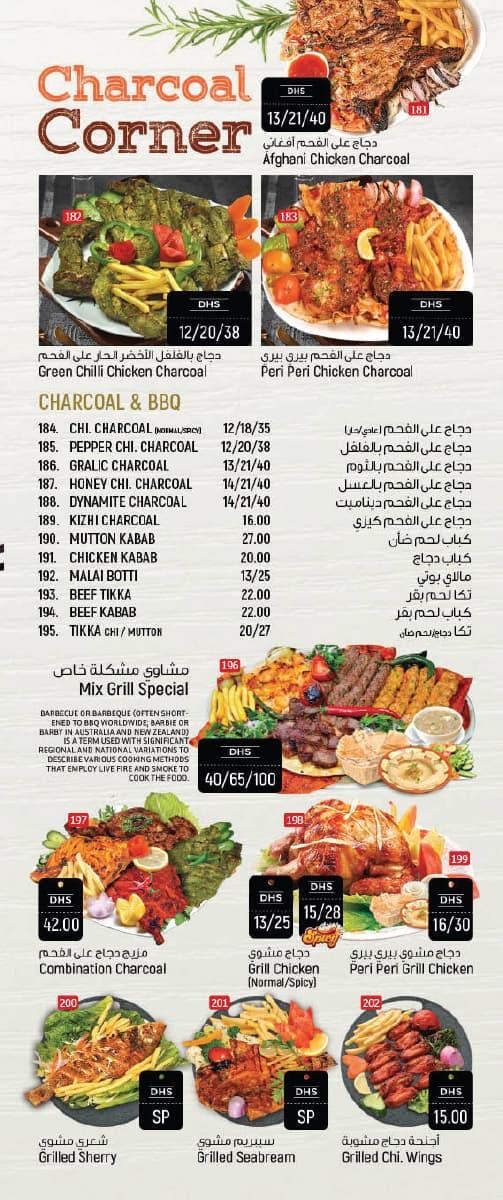 Charcoal
Corner
181
DHS
13/21/40
دجاج على الفحم أفغاني
Afghani Chicken Charcoal
182
DHS
12/20/38
دجاج بالفلفل الأخضر الحار على الفحم
Green Chilli Chicken Charcoal
183
DHS
13/21/40
دجاج على الفحم بيري بيري
Peri Peri Chicken Charcoal
CHARCOAL & BBQ
184. CHI. CHARCOAL (NORMAL/SPICY) 12/18/35 دجاج على الفحم (عادي/حار)
185. PEPPER CHI. CHARCOAL 12/20/38 دجاج على الفحم بالفلفل
186. GRALIC CHARCOAL 13/21/40 دجاج على الفحم بالثوم
187. HONEY CHI. CHARCOAL 14/21/40 دجاج على الفحم بالعسل
188. DYNAMITE CHARCOAL 14/21/40 دجاج على الفحم ديناميت
189. KIZHI CHARCOAL 16.00 دجاج على الفحم كيزي
190. MUTTON KABAB 27.00 كباب لحم ضأن
191. CHICKEN KABAB 20.00 كباب دجاج
192. MALAI BOTTI 13/25 مالاي بوتي
193. BEEF TIKKA 22.00 تكا لحم بقر
194. BEEF KABAB 22.00 كباب لحم بقر
195. TIKKA CHI / MUTTON 20/27 تكا دجاج/لحم ضأن
مشاوي مشكلة خاص
Mix Grill Special
BARBECUE OR BARBEQUE (OFTEN SHORT-
ENED TO BBQ WORLDWIDE; BARBIE OR
BARBY IN AUSTRALIA AND NEW ZEALAND)
IS A TERM USED WITH SIGNIFICANT
REGIONAL AND NATIONAL VARIATIONS TO
DESCRIBE VARIOUS COOKING METHODS
THAT EMPLOY LIVE FIRE AND SMOKE TO
COOK THE FOOD.
196
DHS
40/65/100
197
DHS
42.00
مزيج دجاج على الفحم
Combination Charcoal
198
DHS
13/25
DHS
15/28
Spicy
دجاج مشوي
Grill Chicken
(Normal/Spicy)
199
DHS
16/30
دجاج مشوي بيري بيري
Peri Peri Grill Chicken
200
DHS
SP
شعري مشوي
Grilled Sherry
201
DHS
SP
سيبريم مشوي
Grilled Seabream
202
DHS
15.00
أجنحة دجاج مشوية
Grilled Chi. Wings